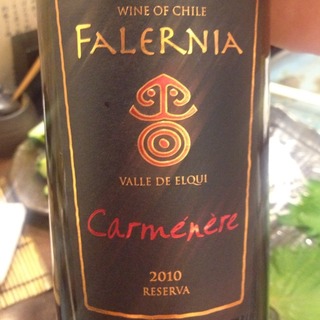 WINE OF CHILE
FALERNIA
VALLE DE ELQUI
Carménère
2010
RESERVA